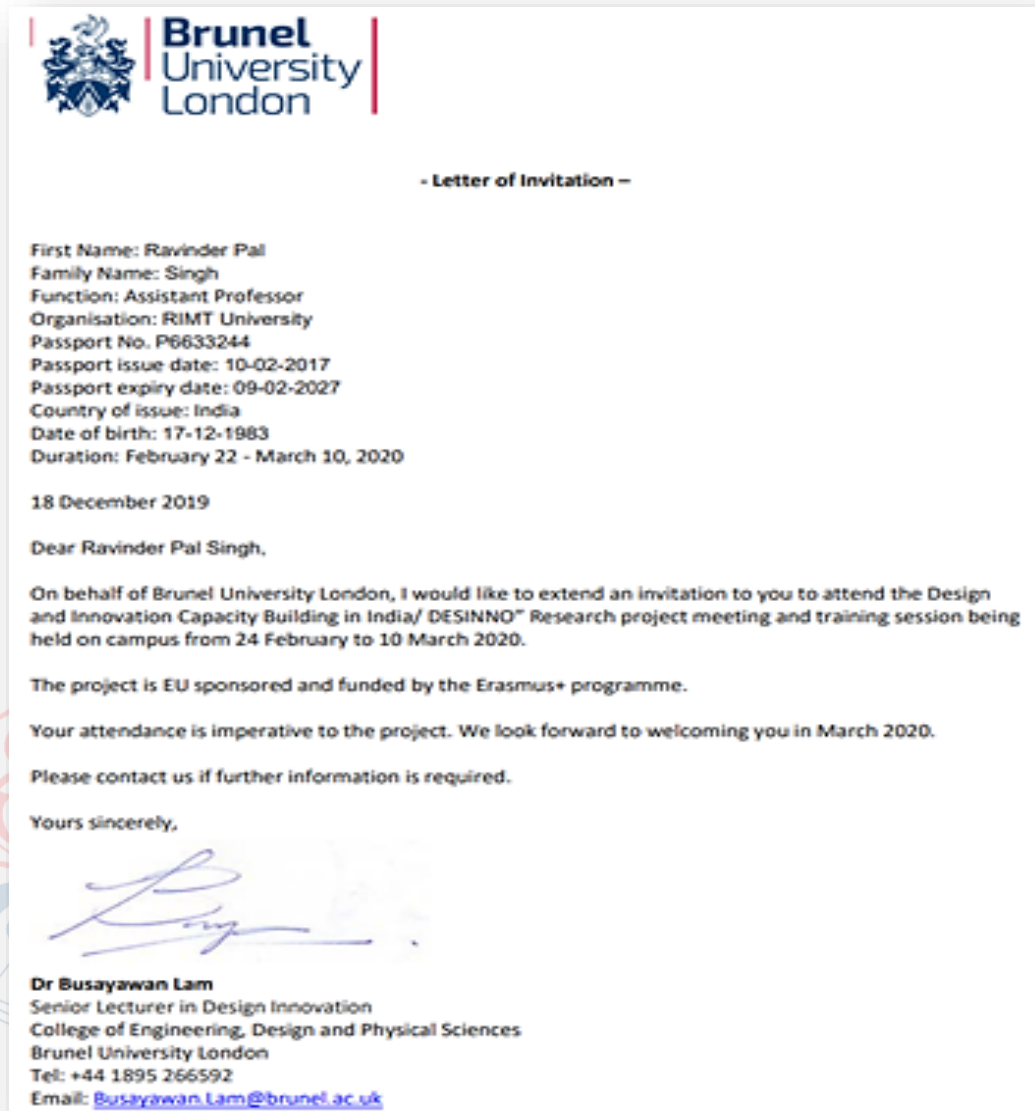 Brunel
University
London
- Letter of Invitation –
First Name: Ravinder Pal
Family Name: Singh
Function: Assistant Professor
Organisation: RIMT University
Passport No. P6633244
Passport issue date: 10-02-2017
Passport expiry date: 09-02-2027
Country of issue: India
Date of birth: 17-12-1983
Duration: February 22 - March 10, 2020
18 December 2019
Dear Ravinder Pal Singh,
On behalf of Brunel University London, I would like to extend an invitation to you to attend the Design
and Innovation Capacity Building in India/ DESINNO” Research project meeting and training session being
held on campus from 24 February to 10 March 2020.
The project is EU sponsored and funded by the Erasmus+ programme.
Your attendance is imperative to the project. We look forward to welcoming you in March 2020.
Please contact us if further information is required.
Yours sincerely,
Dr Busayawan Lam
Senior Lecturer in Design Innovation
College of Engineering, Design and Physical Sciences
Brunel University London
Tel: +44 1895 266592
Email: Busayawan.Lam@brunel.ac.uk